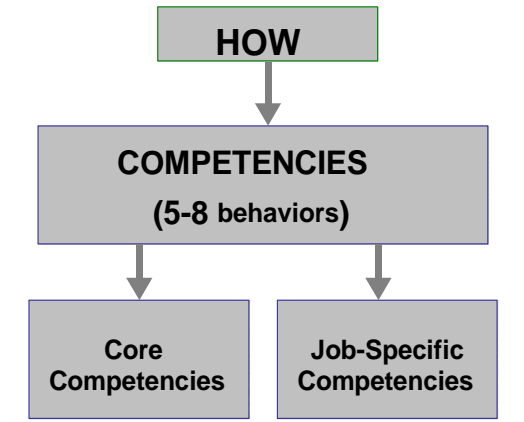 HOW
COMPETENCIES
(5-8 behaviors)
Core
Competencies
Job-Specific
Competencies